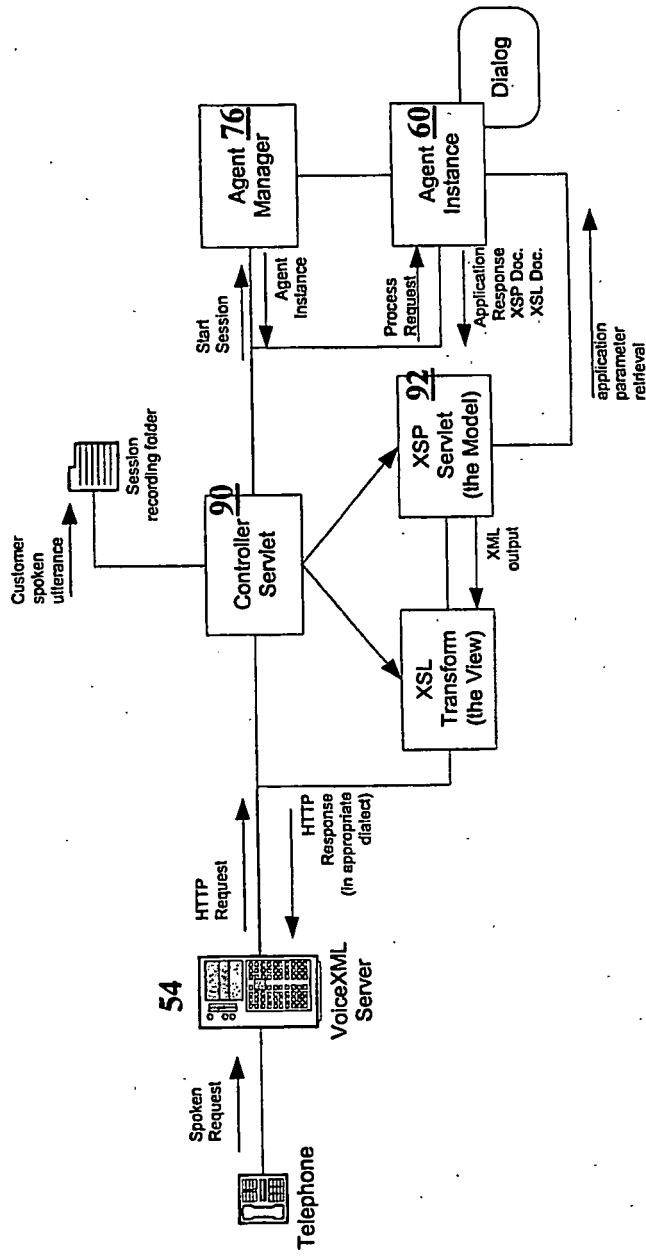 Telephone
Spoken
Request
54
VoiceXML
Server
HTTP
Request
HTTP
Response
(in appropriate
dialect)
Customer
spoken
utterance
Session
recording folder
90
Controller
Servlet
XSL
Transform
(the View)
XML
output
92
XSP
Servlet
(the Model)
Start
Session
Agent
Instance
Agent 76
Manager
Process
Request
Application
Response
XSP Doc.
XSL Doc.
Agent 60
Instance
Dialog
application
parameter
retrieval